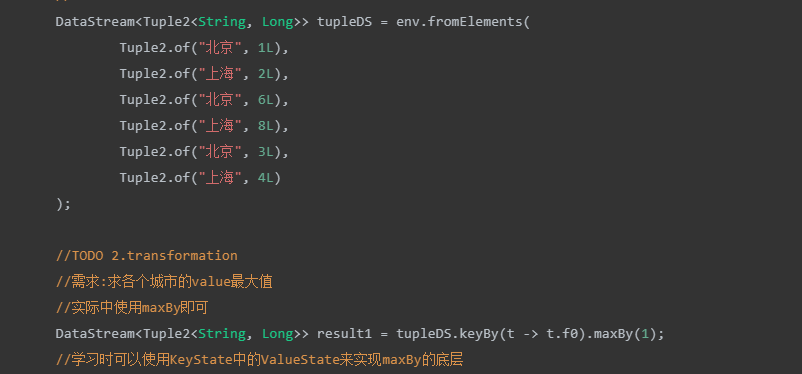 DataStream<Tuple2<String, Long>> tupleDS = env.fromElements(
Tuple2.of("北京", 1L),
Tuple2.of("上海", 2L),
Tuple2.of("北京", 6L),
Tuple2.of("上海", 8L),
Tuple2.of("北京", 3L),
Tuple2.of("上海", 4L)
);
//TODO 2.transformation
//需求:求各个城市的value最大值
//实际中使用maxBy即可
DataStream<Tuple2<String, Long>> result1 = tupleDS.keyBy(t -> t.f0).maxBy(1);
//学习时可以使用KeyState中的ValueState来实现maxBy的底层